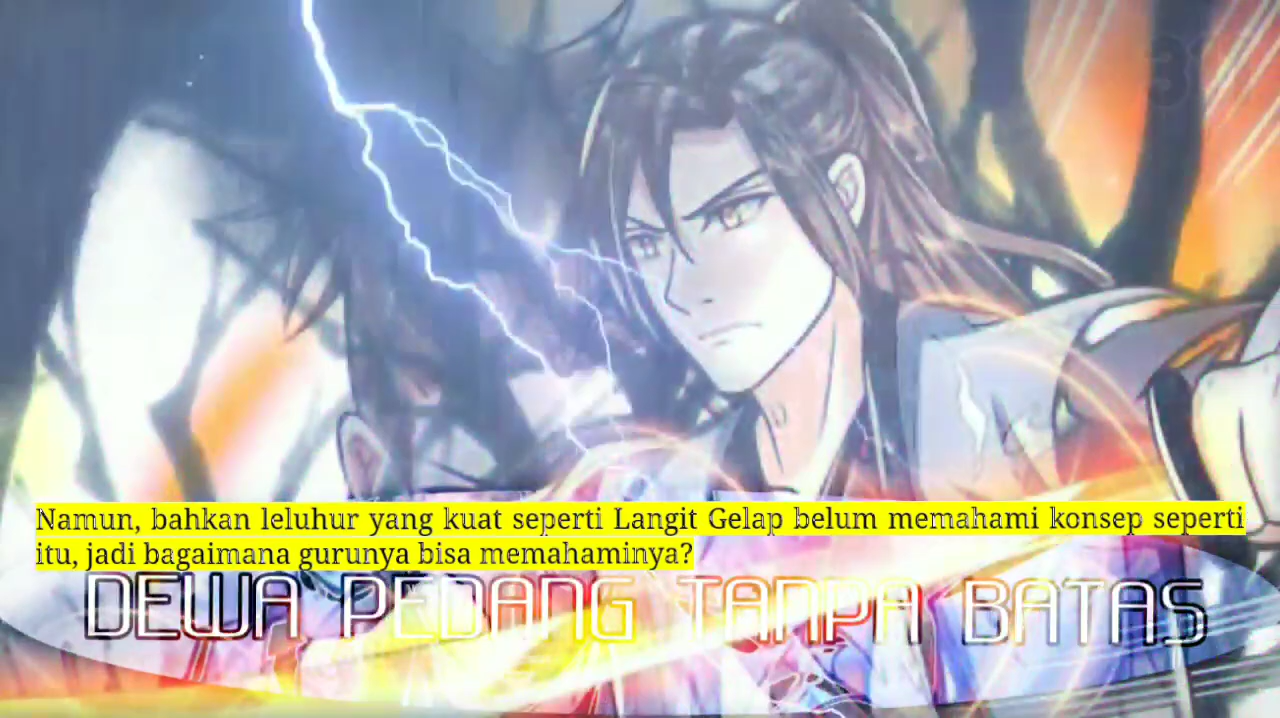 Namun, bahkan leluhur yang kuat seperti Langit Gelap belum memahami konsep seperti
itu, jadi bagaimana gurunya bisa memahaminya?
DEWA PEDANG TANPA BATAS